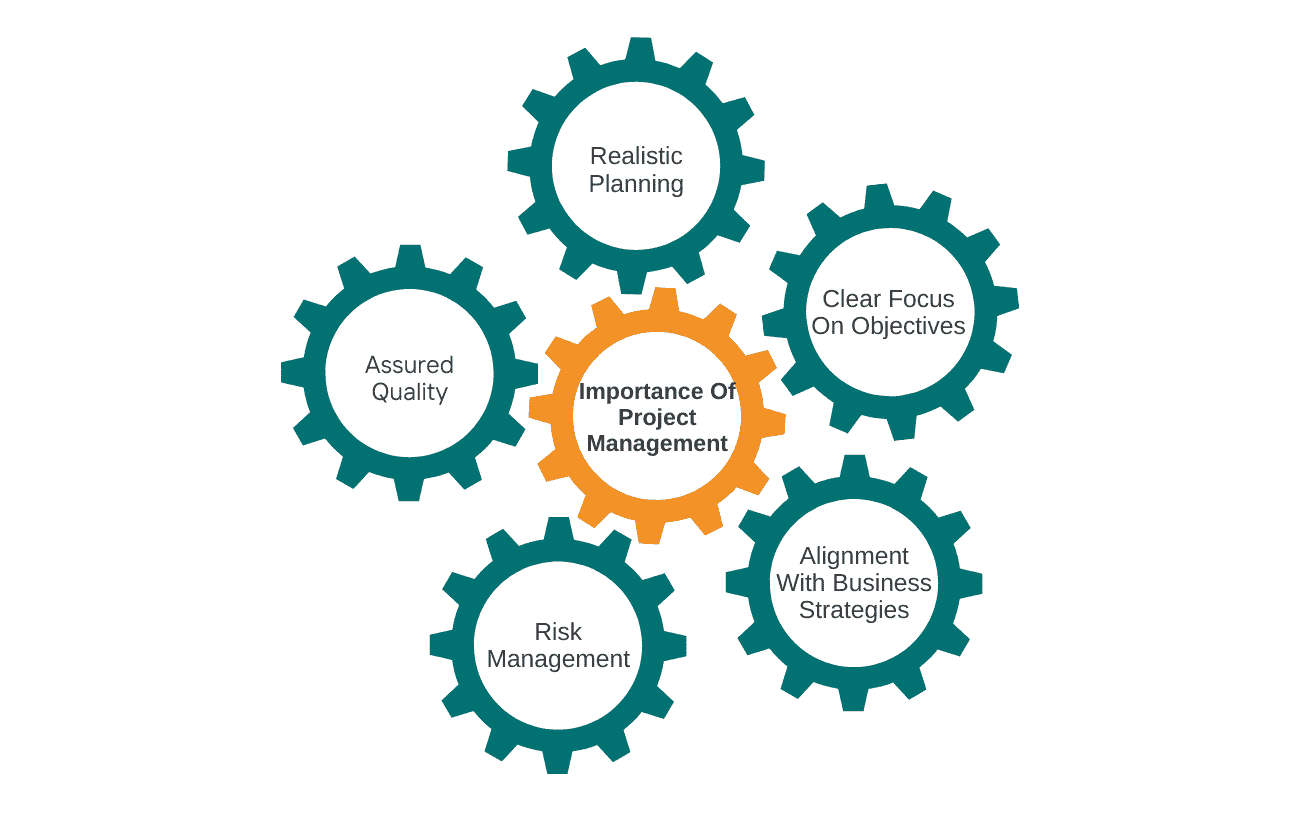 Realistic
Planning
Clear Focus
On Objectives
Assured
Quality
Importance Of
Project
Management
Alignment
With Business
Strategies
Risk
Management